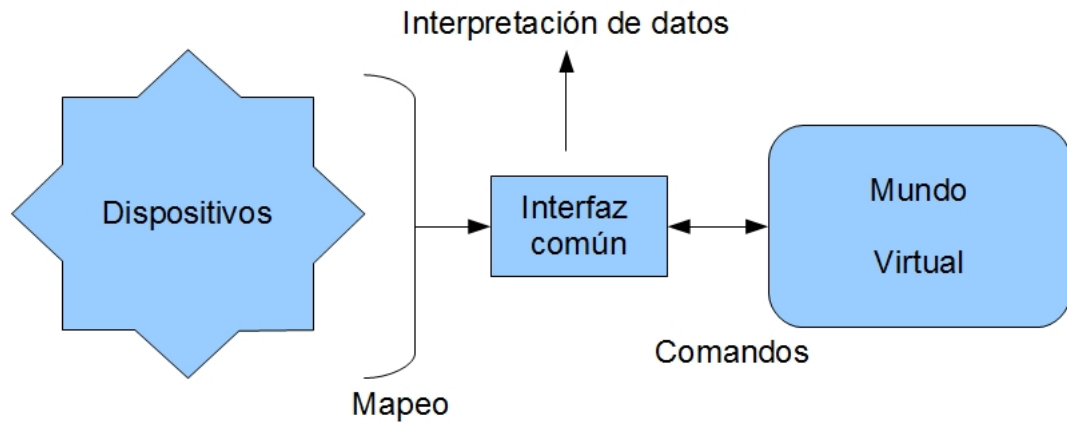 Interpretación de datos
Dispositivos
Interfaz
común
Mundo
Virtual
Comandos
Mapeo